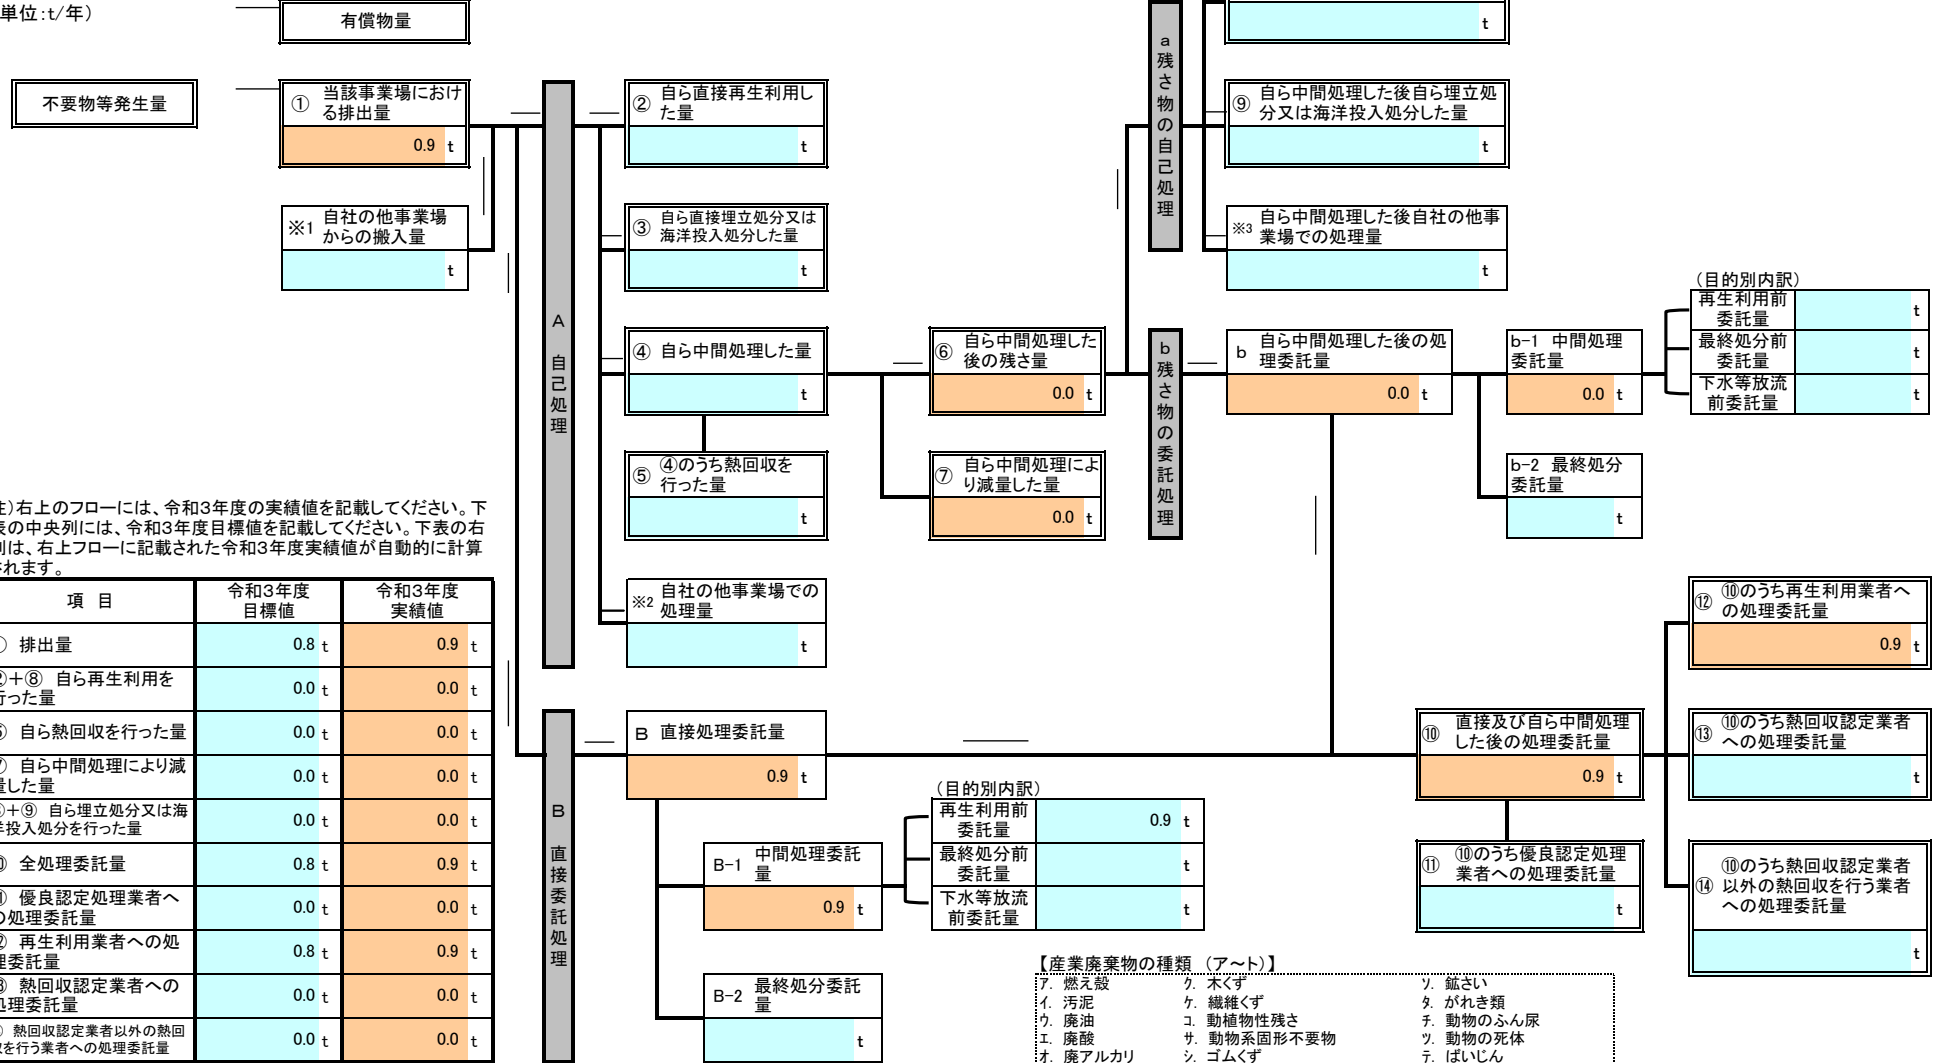 単位:t/年)
有償物量
不要物等発生量
① 当該事業場におけ
る排出量
0.9 t
※1 自社の他事業場
からの搬入量
t
A 自己処理
② 自ら直接再生利用し
た量
t
③ 自ら直接埋立処分又は
海洋投入処分した量
t
④ 自ら中間処理した量
t
⑤ ④のうち熱回収を
行った量
t
※2 自社の他事業場での
処理量
t
⑥ 自ら中間処理した
後の残さ量
0.0 t
⑦ 自ら中間処理によ
り減量した量
0.0 t
a 残さ物の自己処理
t
⑨ 自ら中間処理した後自ら埋立処
分又は海洋投入処分した量
t
※3 自ら中間処理した後自社の他事
業場での処理量
t
b 残さ物の委託処理
b 自ら中間処理した後の処
理委託量
0.0 t
b-1 中間処理
委託量
0.0 t
b-2 最終処分
委託量
t
(目的別内訳)
再生利用前
委託量 t
最終処分前
委託量 t
下水等放流
前委託量 t
注)右上のフローには、令和3年度の実績値を記載してください。下
表の中央列には、令和3年度目標値を記載してください。下表の右
列は、右上フローに記載された令和3年度実績値が自動的に計算
されます。
項 目 令和3年度
目標値 令和3年度
実績値
① 排出量 0.8 t 0.9 t
②+⑧ 自ら再生利用を
行った量 0.0 t 0.0 t
⑤ 自ら熱回収を行った量 0.0 t 0.0 t
⑦ 自ら中間処理により減
量した量 0.0 t 0.0 t
③+⑨ 自ら埋立処分又は海
洋投入処分を行った量 0.0 t 0.0 t
⑩ 全処理委託量 0.8 t 0.9 t
⑪ 優良認定処理業者へ
の処理委託量 0.0 t 0.0 t
⑫ 再生利用業者への処
理委託量 0.8 t 0.9 t
⑬ 熱回収認定業者への
処理委託量 0.0 t 0.0 t
⑭ 熱回収認定業者以外の熱回
収を行う業者への処理委託量 0.0 t 0.0 t
B 直接委託処理
B 直接処理委託量
0.9 t
B-1 中間処理委託
量
0.9 t
B-2 最終処分委託
量
t
(目的別内訳)
再生利用前
委託量 0.9 t
最終処分前
委託量 t
下水等放流
前委託量 t
⑩ 直接及び自ら中間処理
した後の処理委託量
0.9 t
⑪ ⑩のうち優良認定処理
業者への処理委託量
t
⑫ ⑩のうち再生利用業者へ
の処理委託量
0.9 t
⑬ ⑩のうち熱回収認定業者
への処理委託量
t
⑭ ⑩のうち熱回収認定業者
以外の熱回収を行う業者
への処理委託量
t
【産業廃棄物の種類 (ア~ト)】
ア. 燃え殻 ク. 木くず ソ. 鉱さい
イ. 汚泥 ケ. 繊維くず タ. がれき類
ウ. 廃油 コ. 動植物性残さ チ. 動物のふん尿
エ. 廃酸 サ. 動物系固形不要物 ツ. 動物の死体
オ. 廃アルカリ シ. ゴムくず テ. ばいじん